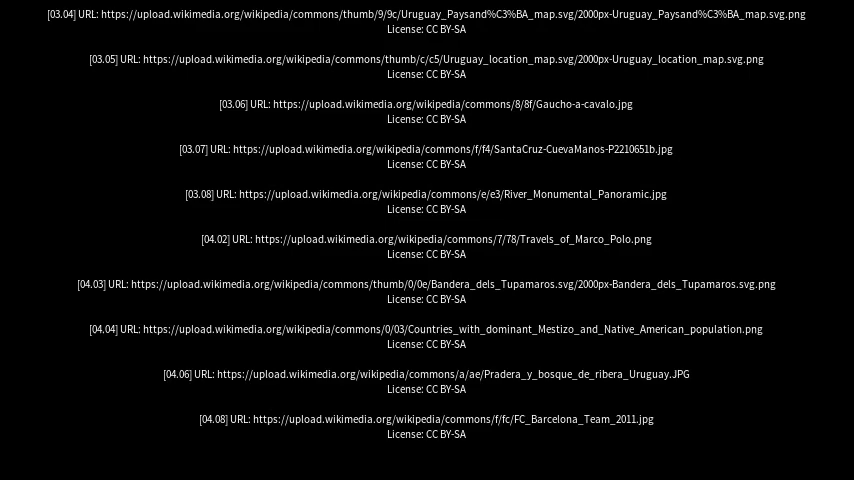 [03.04] URL: https://upload.wikimedia.org/wikipedia/commons/thumb/9/9c/Uruguay_Paysand%C3%BA_map.svg/2000px-Uruguay_Paysand%C3%BA_map.svg.png
License: CC BY-SA
[03.05] URL: https://upload.wikimedia.org/wikipedia/commons/thumb/c/c5/Uruguay_location_map.svg/2000px-Uruguay_location_map.svg.png
License: CC BY-SA
[03.06] URL: https://upload.wikimedia.org/wikipedia/commons/8/8f/Gaucho-a-cavalo.jpg
License: CC BY-SA
[03.07] URL: https://upload.wikimedia.org/wikipedia/commons/f/f4/SantaCruz-CuevaManos-P2210651b.jpg
License: CC BY-SA
[03.08] URL: https://upload.wikimedia.org/wikipedia/commons/e/e3/River_Monumental_Panoramic.jpg
License: CC BY-SA
[04.02] URL: https://upload.wikimedia.org/wikipedia/commons/7/78/Travels_of_Marco_Polo.png
License: CC BY-SA
[04.03] URL: https://upload.wikimedia.org/wikipedia/commons/thumb/0/0e/Bandera_dels_Tupamaros.svg/2000px-Bandera_dels_Tupamaros.svg.png
License: CC BY-SA
[04.04] URL: https://upload.wikimedia.org/wikipedia/commons/0/03/Countries_with_dominant_Mestizo_and_Native_American_population.png
License: CC BY-SA
[04.06] URL: https://upload.wikimedia.org/wikipedia/commons/a/ae/Pradera_y_bosque_de_ribera_Uruguay.JPG
License: CC BY-SA
[04.08] URL: https://upload.wikimedia.org/wikipedia/commons/f/fc/FC_Barcelona_Team_2011.jpg
License: CC BY-SA